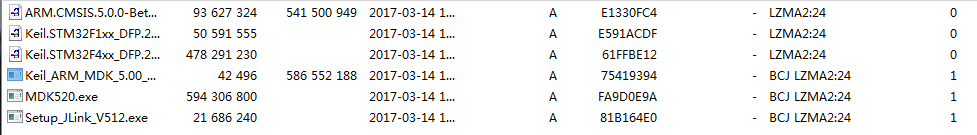 ARM.CMSIS.5.0.0-Bet... 93 627 324 541 500 949 2017-03-14 1... A E1330FC4 - LZMA2:24 0
Keil.STM32F1xx_DFP.2... 50 591 555 2017-03-14 1... A E591ACDF - LZMA2:24 0
Keil.STM32F4xx_DFP.2... 478 291 230 2017-03-14 1... A 61FFBE12 - LZMA2:24 0
Keil_ARM_MDK_5.00_... 42 496 586 552 188 2017-03-14 1... A 75419394 - BCJ LZMA2:24 1
MDK520.exe 594 306 800 2017-03-14 1... A FA9D0E9A - BCJ LZMA2:24 1
Setup_JLink_V512.exe 21 686 240 2017-03-14 1... A 81B164E0 - BCJ LZMA2:24 1